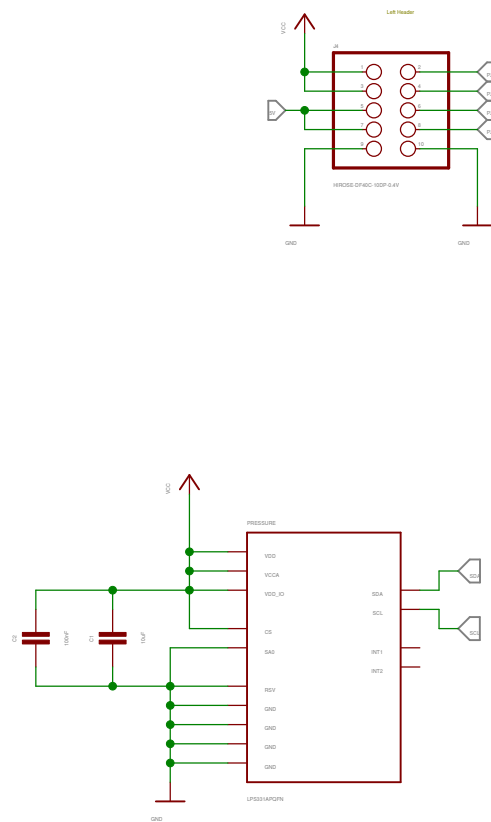 Left Header
VCC
J4
1
2
3
4
5
6
7
8
9
10
5V
HIROSE-DF40C-10DP-0.4V
GND
GND
VCC
PRESSURE
VDD
VCCA
VDD_IO
CS
SA0
RSV
GND
GND
GND
GND
SDA
SCL
INT1
INT2
SDA
SCL
C2
100nF
C1
10uF
GND